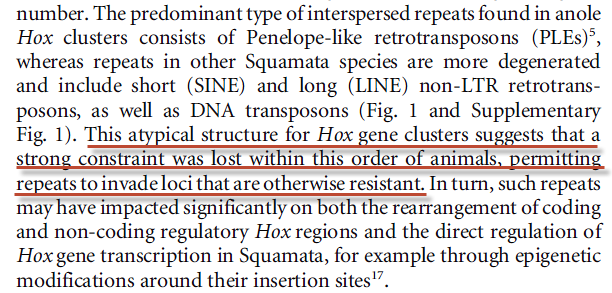 number. The predominant type of interspersed repeats found in anole
Hox clusters consists of Penelope-like retrotransposons (PLEs)5,
whereas repeats in other Squamata species are more degenerated
and include short (SINE) and long (LINE) non-LTR retrotrans-
posons, as well as DNA transposons (Fig. 1 and Supplementary
Fig. 1). This atypical structure for Hox gene clusters suggests that a
strong constraint was lost within this order of animals, permitting
repeats to invade loci that are otherwise resistant. In turn, such repeats
may have impacted significantly on both the rearrangement of coding
and non-coding regulatory Hox regions and the direct regulation of
Hox gene transcription in Squamata, for example through epigenetic
modifications around their insertion sites17.